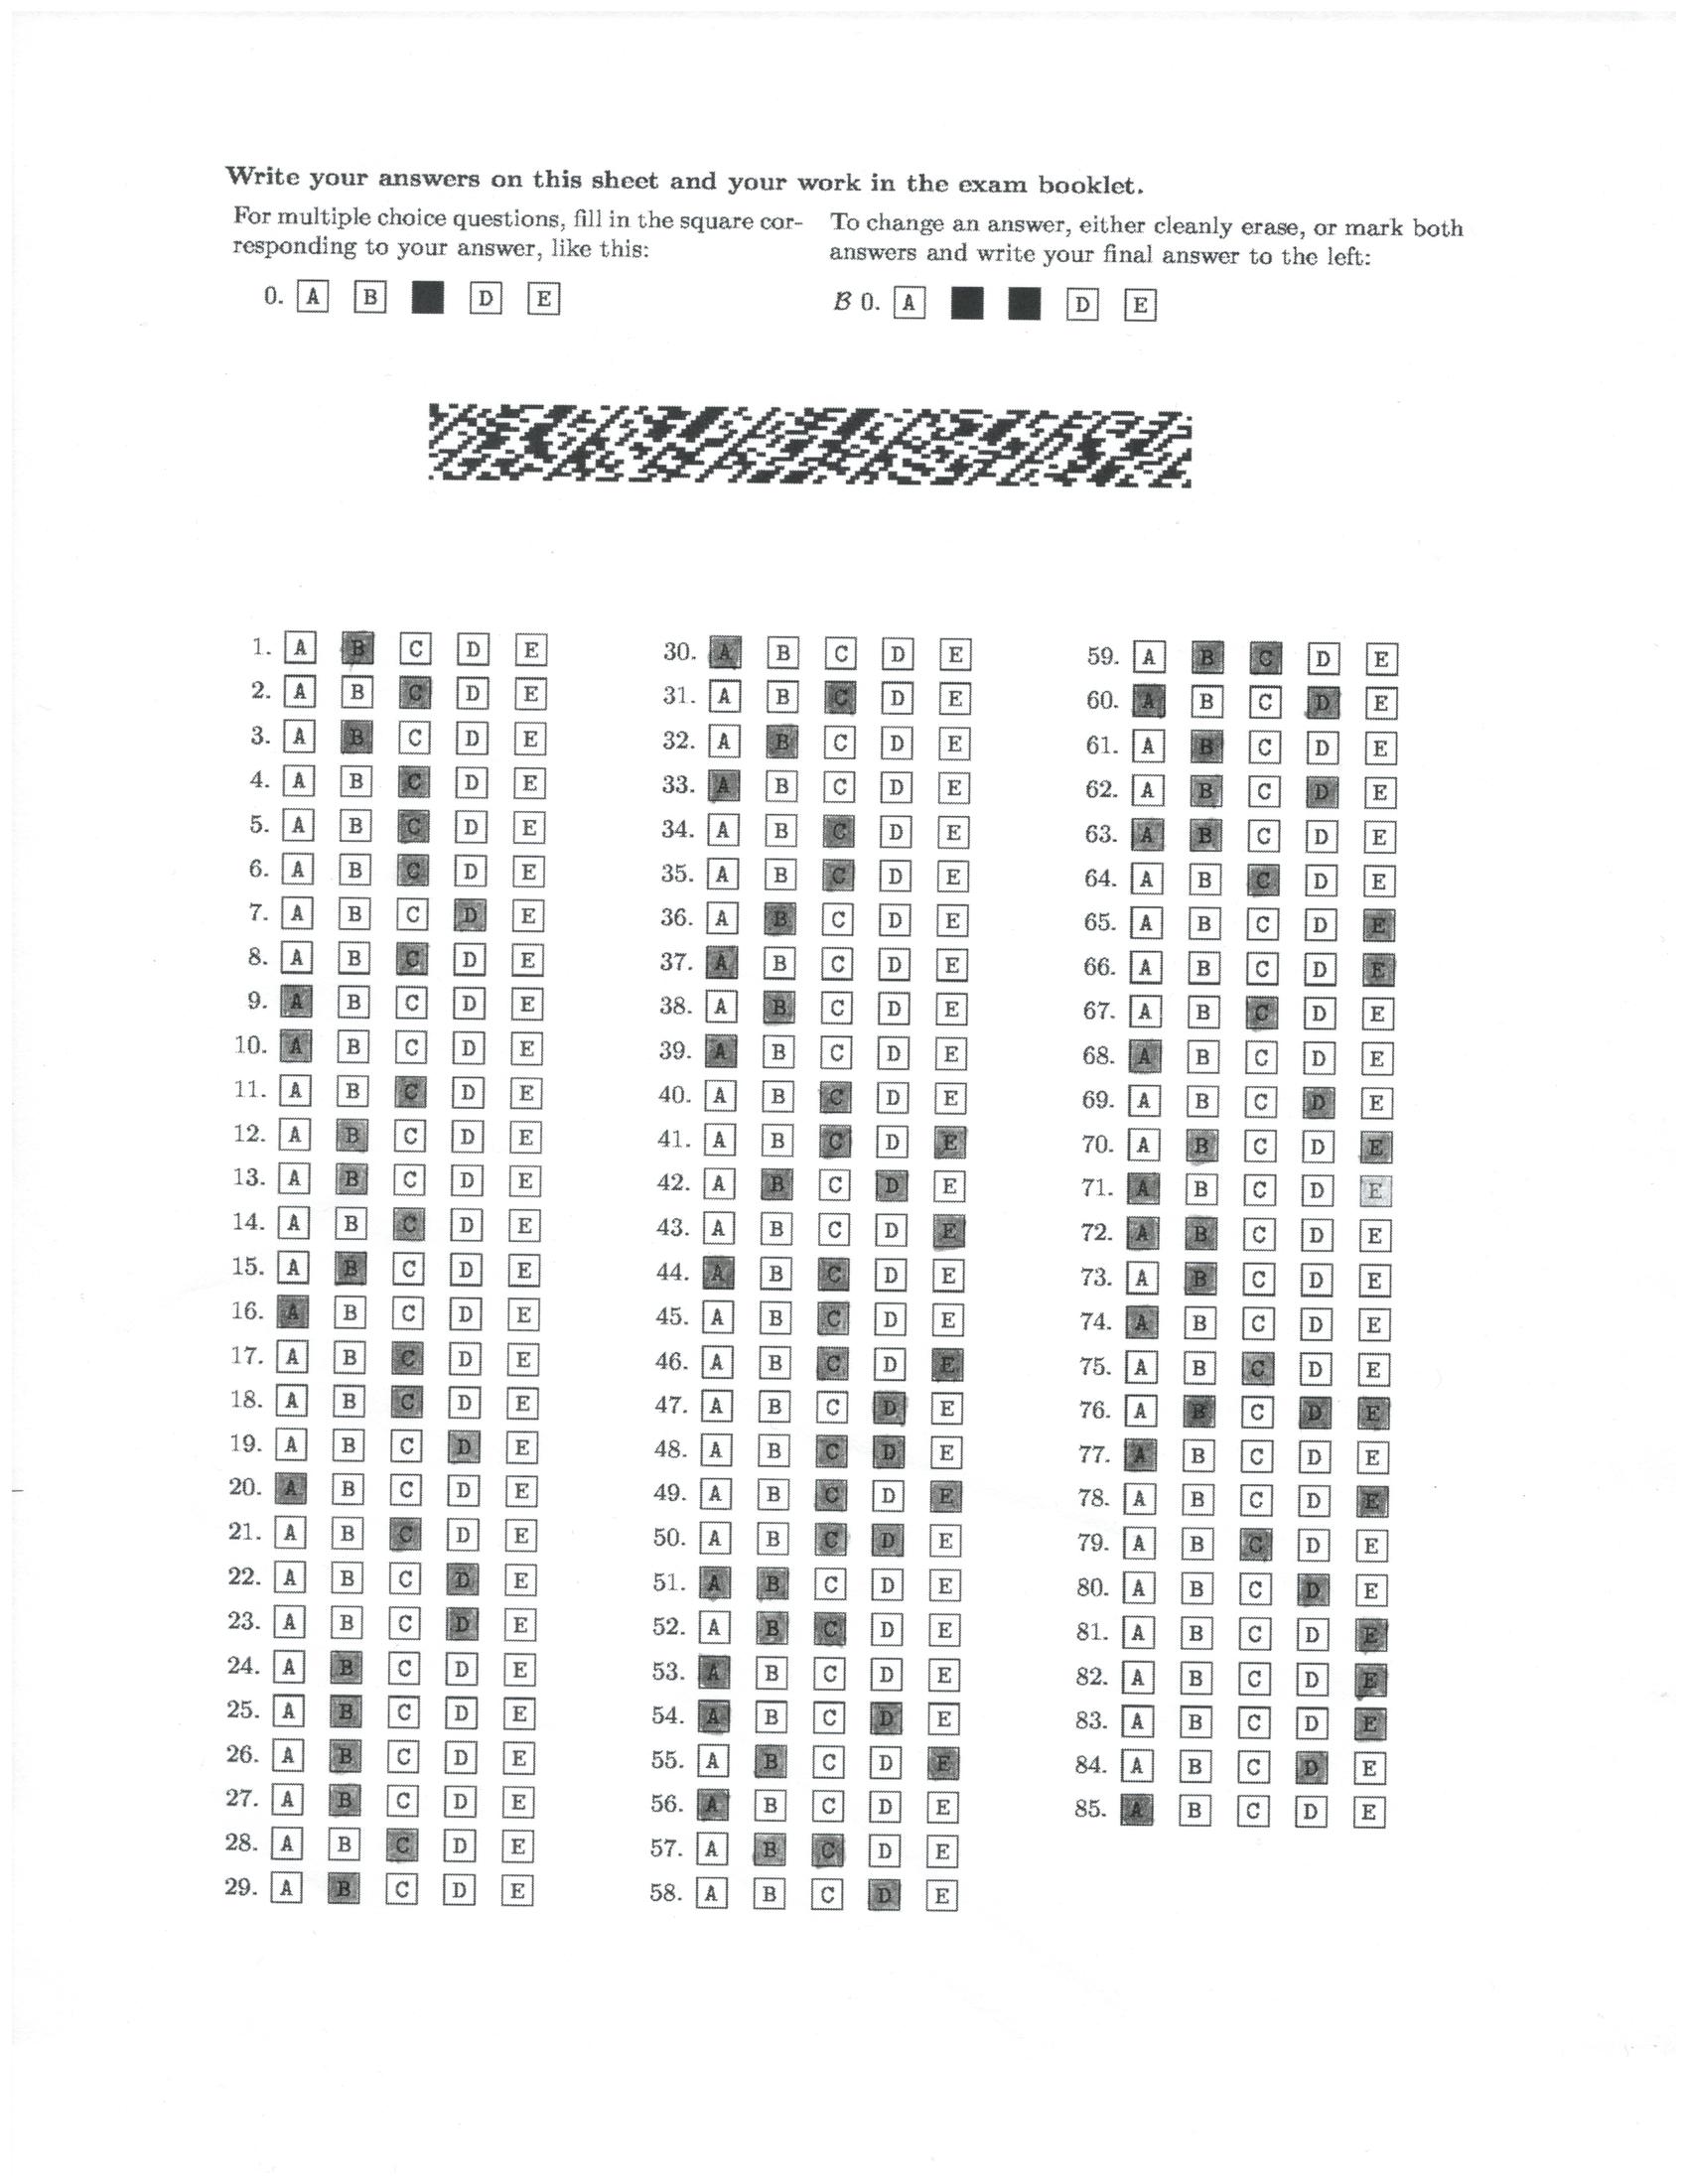 Write your answers on this sheet and your work in the exam booklet.
For multiple choice questions, fill in the square cor-
responding to your answer, like this:
0. A B D E
To change an answer, either cleanly erase, or mark both
answers and write your final answer to the left:
B 0. A D E
1. A B C D E
2. A B C D E
3. A B C D E
4. A B C D E
5. A B C D E
6. A B C D E
7. A B C D E
8. A B C D E
9. A B C D E
10. A B C D E
11. A B C D E
12. A B C D E
13. A B C D E
14. A B C D E
15. A B C D E
16. A B C D E
17. A B C D E
18. A B C D E
19. A B C D E
20. A B C D E
21. A B C D E
22. A B C D E
23. A B C D E
24. A B C D E
25. A B C D E
26. A B C D E
27. A B C D E
28. A B C D E
29. A B C D E
30. A B C D E
31. A B C D E
32. A B C D E
33. A B C D E
34. A B C D E
35. A B C D E
36. A B C D E
37. A B C D E
38. A B C D E
39. A B C D E
40. A B C D E
41. A B C D E
42. A B C D E
43. A B C D E
44. A B C D E
45. A B C D E
46. A B C D E
47. A B C D E
48. A B C D E
49. A B C D E
50. A B C D E
51. A B C D E
52. A B C D E
53. A B C D E
54. A B C D E
55. A B C D E
56. A B C D E
57. A B C D E
58. A B C D E
59. A B C D E
60. A B C D E
61. A B C D E
62. A B C D E
63. A B C D E
64. A B C D E
65. A B C D E
66. A B C D E
67. A B C D E
68. A B C D E
69. A B C D E
70. A B C D E
71. A B C D E
72. A B C D E
73. A B C D E
74. A B C D E
75. A B C D E
76. A B C D E
77. A B C D E
78. A B C D E
79. A B C D E
80. A B C D E
81. A B C D E
82. A B C D E
83. A B C D E
84. A B C D E
85. A B C D E